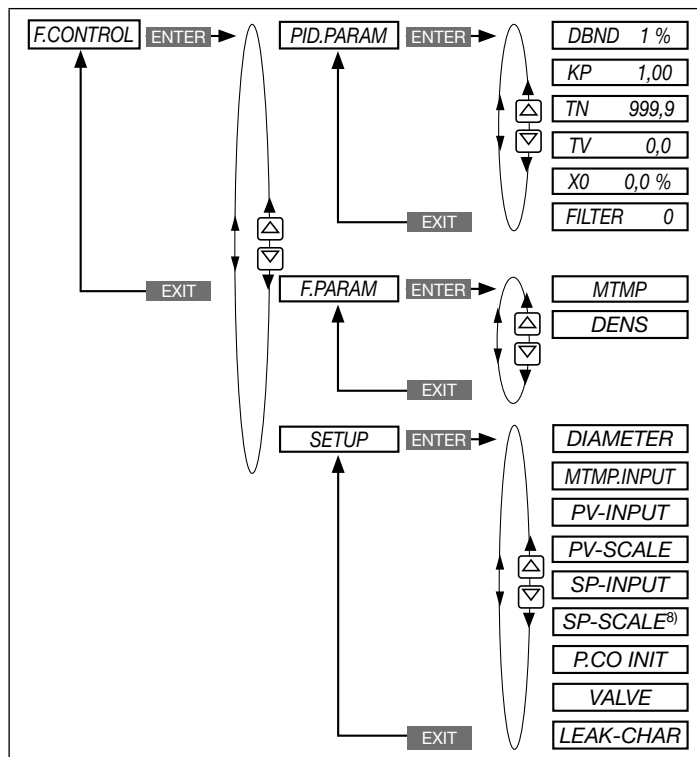 F.CONTROL ENTER
EXIT
PID.PARAM ENTER
DBND 1 %
KP 1,00
TN 999,9
TV 0,0
X0 0,0 %
FILTER 0
EXIT
F.PARAM ENTER
MTMP
DENS
EXIT
SETUP ENTER
DIAMETER
MTMP.INPUT
PV-INPUT
PV-SCALE
SP-INPUT
SP-SCALE⁸⁾
P.CO INIT
VALVE
LEAK-CHAR
EXIT